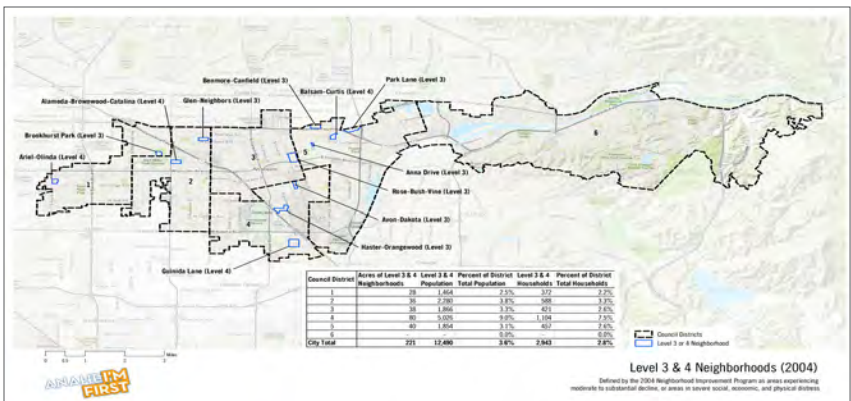 Benmore-Canfield (Level 3)
Park Lane (Level 3)
Balsam-Curtis (Level 4)
Alameda-Brownwood-Catalina (Level 4)
Glen-Neighbors (Level 3)
Brookhurst Park (Level 3)
Ariel-Olinda (Level 4)
1
2
3
4
5
6
Anna Drive (Level 3)
Rose-Bush-Vine (Level 3)
Avon-Dakota (Level 3)
Haster-Orangewood (Level 3)
Guinida Lane (Level 4)
Council District Acres of Level 3 & 4 Neighborhoods Level 3 & 4 Population Percent of District Total Population Level 3 & 4 Households Percent of District Total Households
1 28 1,464 2.5% 372 2.2%
2 36 2,280 3.8% 588 3.3%
3 38 1,866 3.3% 421 2.6%
4 80 5,026 9.0% 1,104 7.5%
5 40 1,854 3.1% 457 2.6%
6 - - 0.0% - 0.0%
City Total 221 12,490 3.6% 2,943 2.8%
Council Districts
Level 3 or 4 Neighborhood
0 0.5 1 2 3
Miles
ANAHEIM
FIRST
Level 3 & 4 Neighborhoods (2004)
Defined by the 2004 Neighborhood Improvement Program as areas experiencing
moderate to substantial decline, or areas in severe social, economic, and physical distress.